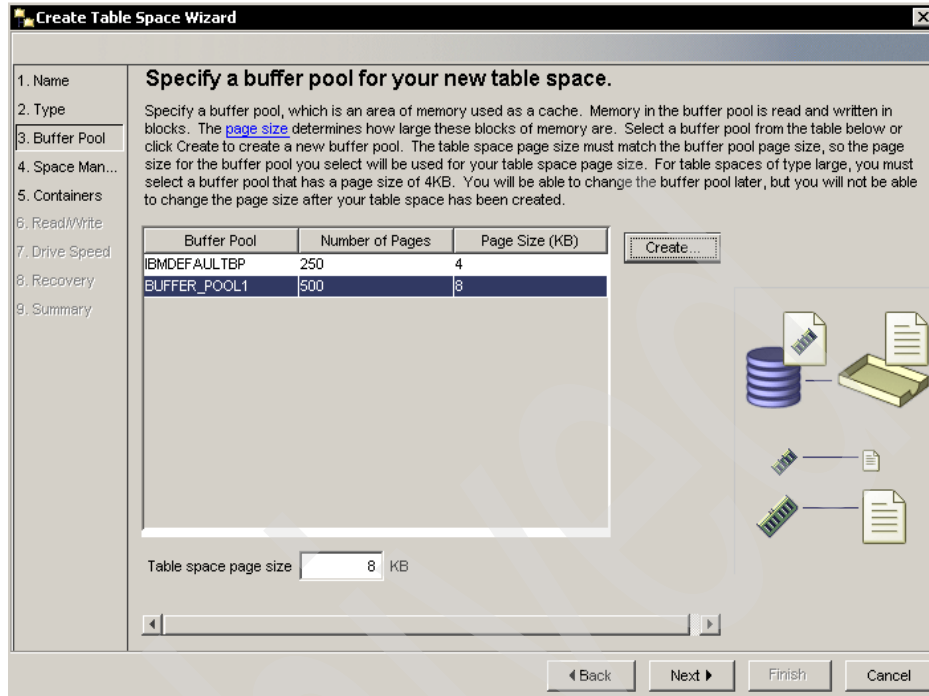 Create Table Space Wizard
1. Name
2. Type
3. Buffer Pool
4. Space Man...
5. Containers
6. Read/Write
7. Drive Speed
8. Recovery
9. Summary
Specify a buffer pool for your new table space.
Specify a buffer pool, which is an area of memory used as a cache. Memory in the buffer pool is read and written in
blocks. The page size determines how large these blocks of memory are. Select a buffer pool from the table below or
click Create to create a new buffer pool. The table space page size must match the buffer pool page size, so the page
size for the buffer pool you select will be used for your table space page size. For table spaces of type large, you must
select a buffer pool that has a page size of 4KB. You will be able to change the buffer pool later, but you will not be able
to change the page size after your table space has been created.
Buffer Pool Number of Pages Page Size (KB)
IBMDEFAULTBP 250 4
BUFFER_POOL1 500 8
Create...
Table space page size 8 KB
Back Next Finish Cancel